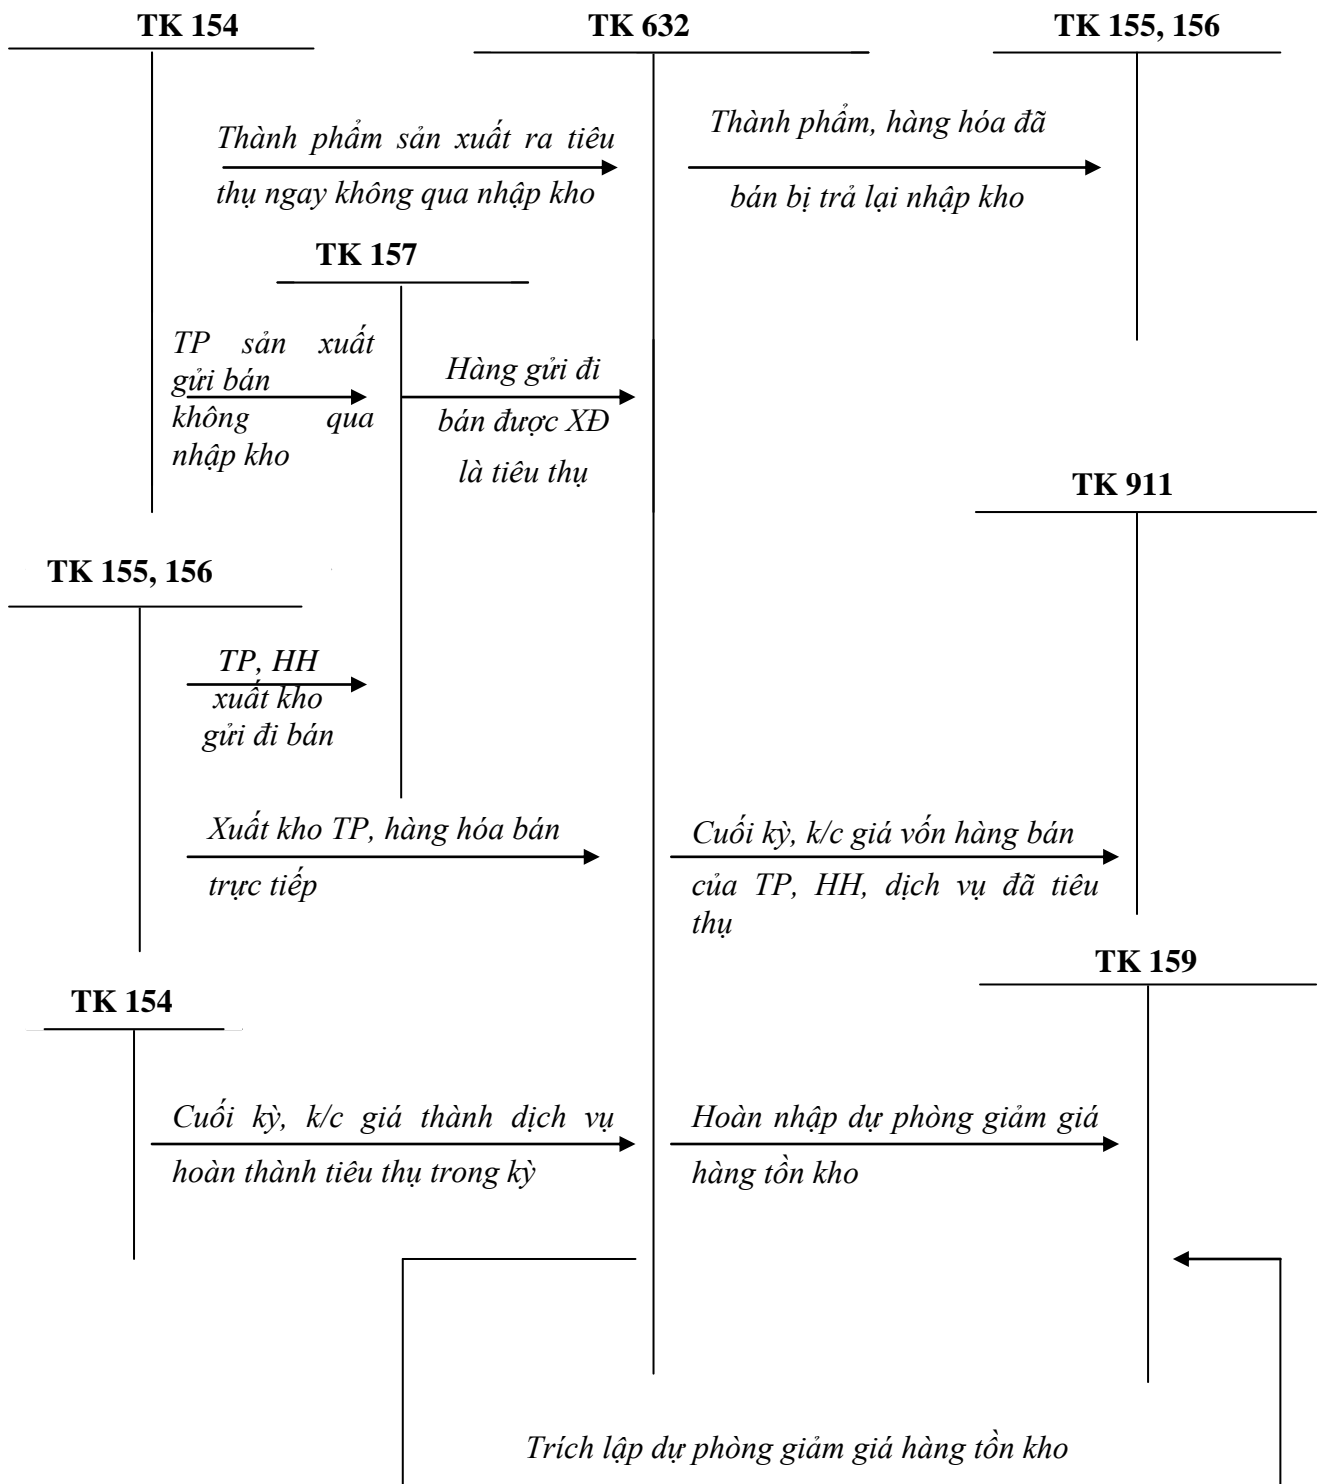 TK 154
TK 632
TK 155, 156
Thành phẩm sản xuất ra tiêu
thụ ngay không qua nhập kho
Thành phẩm, hàng hóa đã
bán bị trả lại nhập kho
TK 157
TP sản xuất
gửi bán
không qua
nhập kho
Hàng gửi đi
bán được XĐ
là tiêu thụ
TK 911
TK 155, 156
TP, HH
xuất kho
gửi đi bán
Xuất kho TP, hàng hóa bán
trực tiếp
Cuối kỳ, k/c giá vốn hàng bán
của TP, HH, dịch vụ đã tiêu
thụ
TK 159
TK 154
Cuối kỳ, k/c giá thành dịch vụ
hoàn thành tiêu thụ trong kỳ
Hoàn nhập dự phòng giảm giá
hàng tồn kho
Trích lập dự phòng giảm giá hàng tồn kho